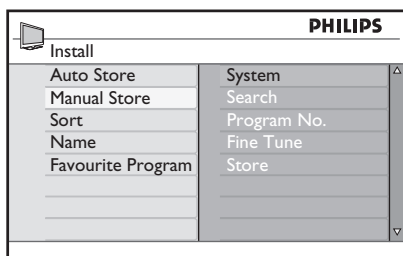 PHILIPS
Install
Auto Store
Manual Store
Sort
Name
Favourite Program
System
Search
Program No.
Fine Tune
Store